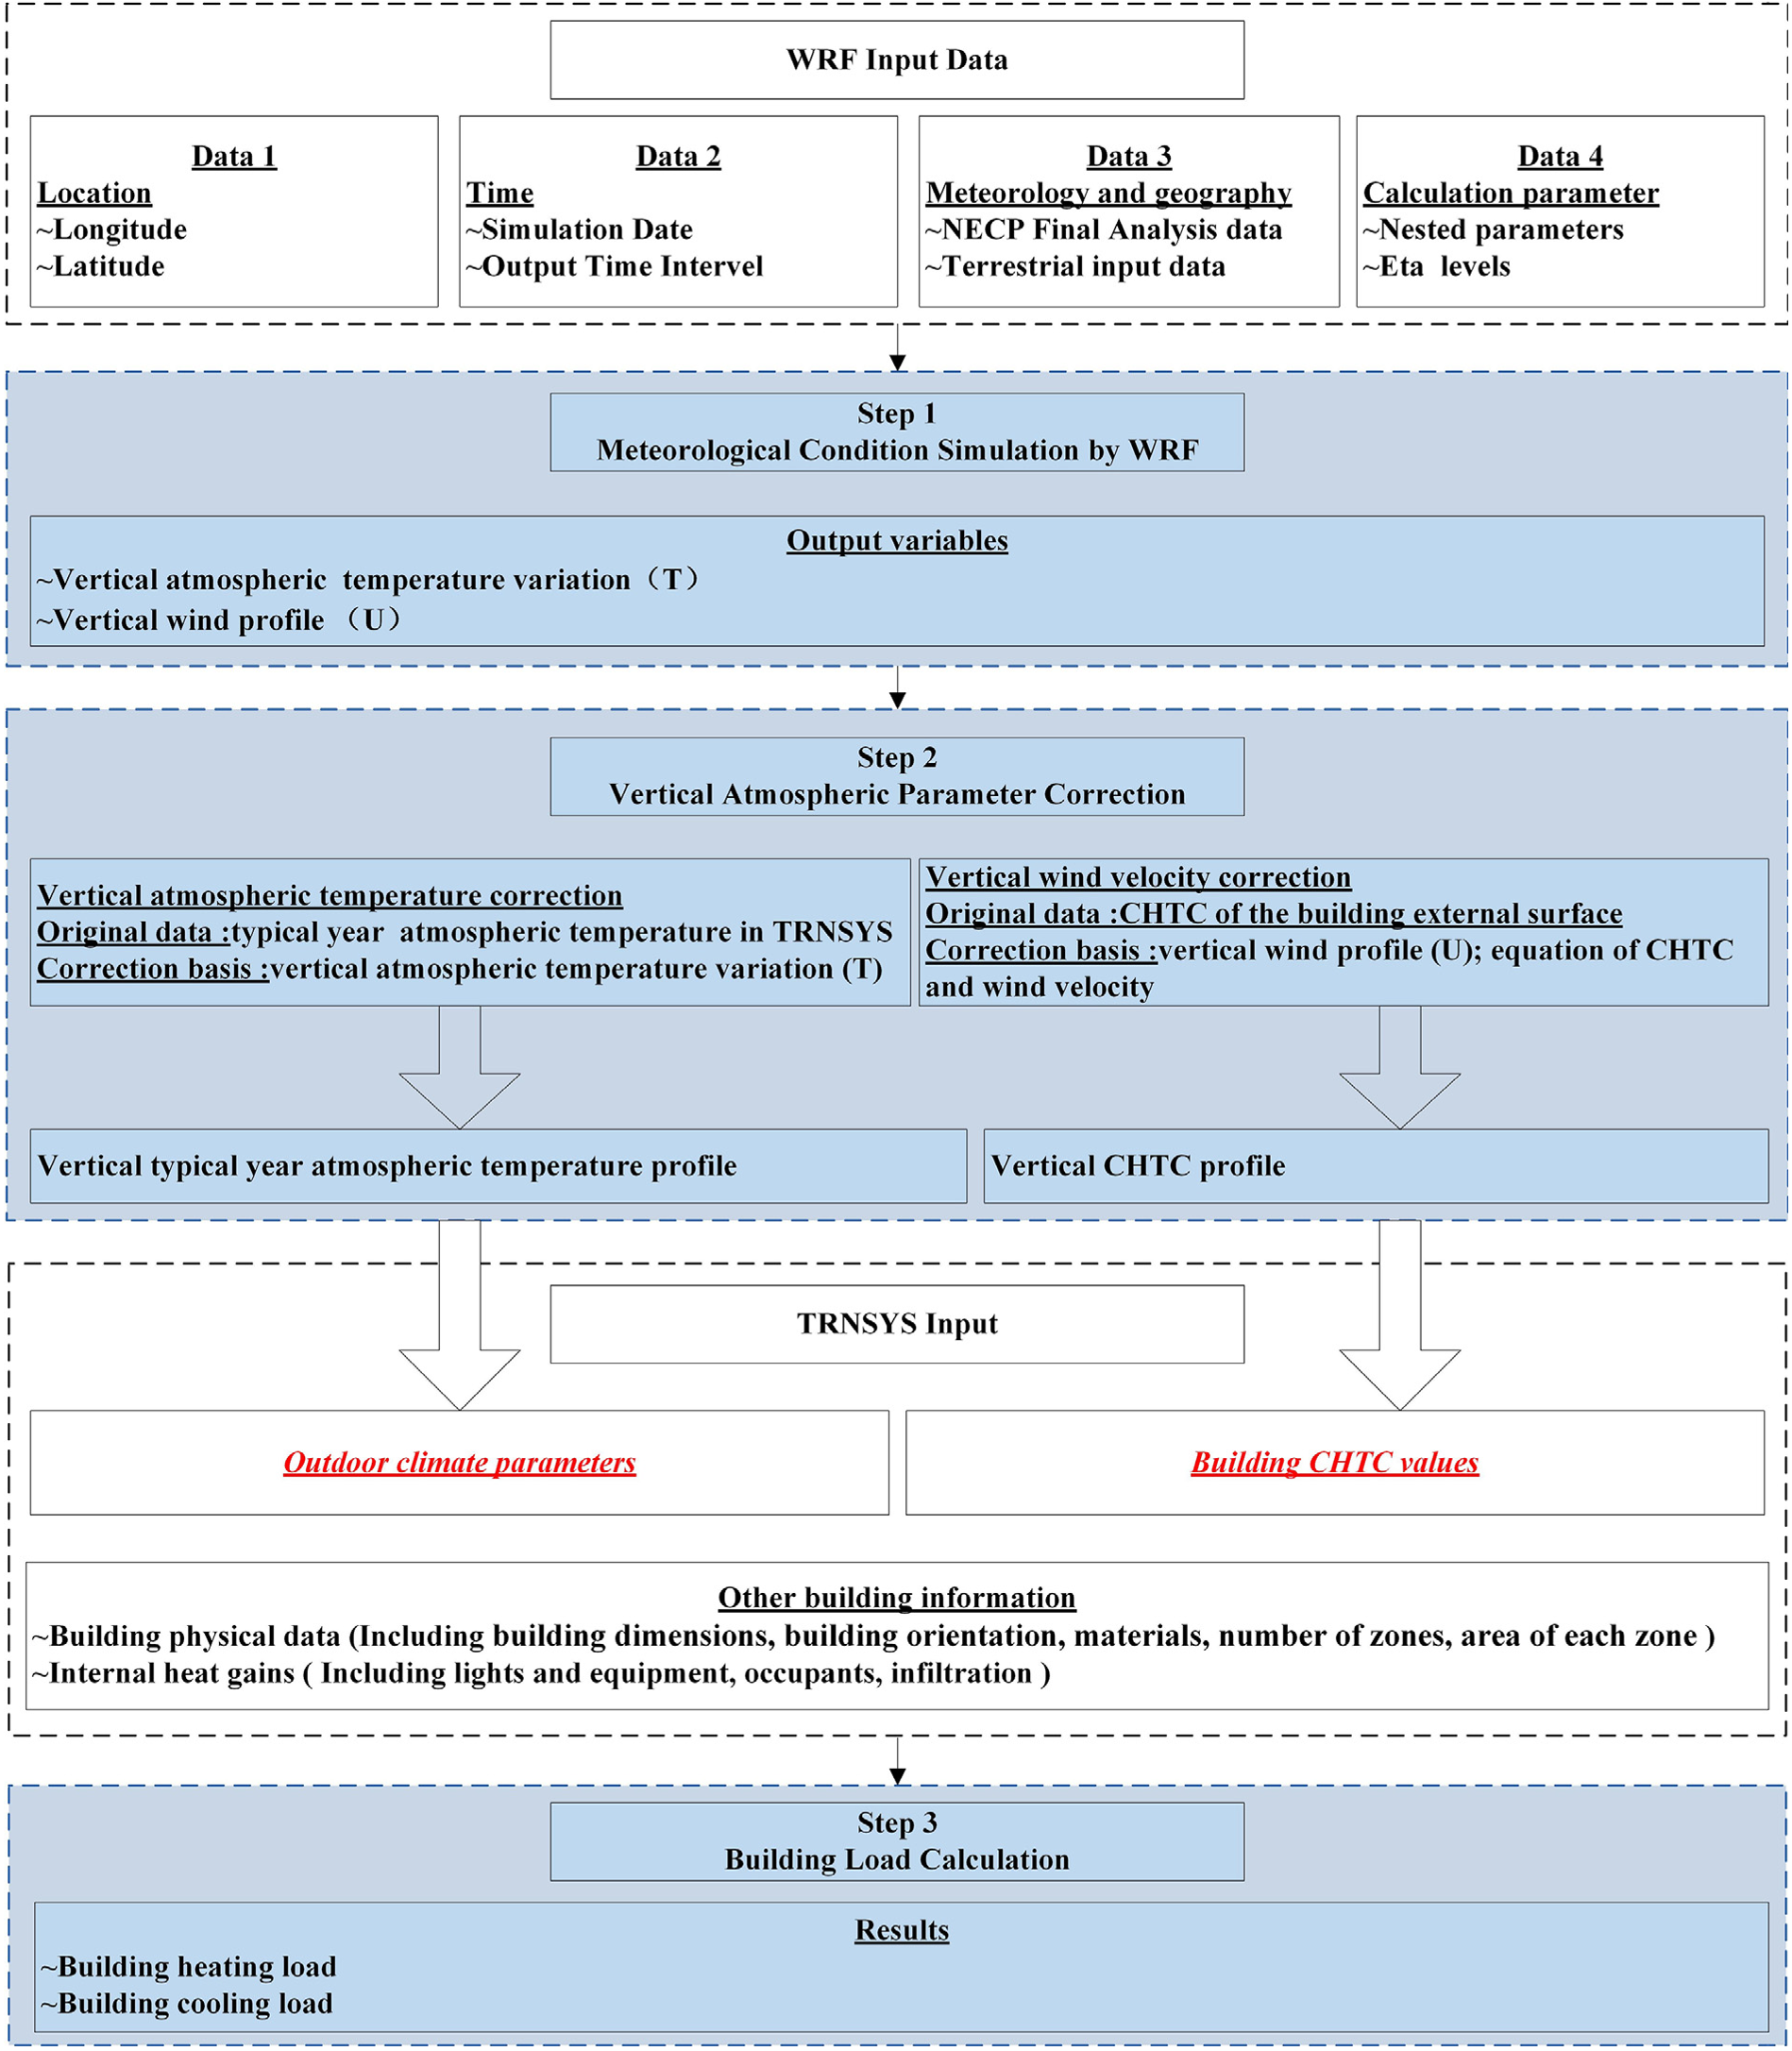 WRF Input Data
Data 1
Location
~Longitude
~Latitude
Data 2
Time
~Simulation Date
~Output Time Intervel
Data 3
Meteorology and geography
~NECP Final Analysis data
~Terrestrial input data
Data 4
Calculation parameter
~Nested parameters
~Eta levels
Step 1
Meteorological Condition Simulation by WRF
Output variables
~Vertical atmospheric temperature variation（T）
~Vertical wind profile （U）
Step 2
Vertical Atmospheric Parameter Correction
Vertical atmospheric temperature correction
Original data :typical year atmospheric temperature in TRNSYS
Correction basis :vertical atmospheric temperature variation (T)
Vertical wind velocity correction
Original data :CHTC of the building external surface
Correction basis :vertical wind profile (U); equation of CHTC
and wind velocity
Vertical typical year atmospheric temperature profile
Vertical CHTC profile
TRNSYS Input
Outdoor climate parameters
Building CHTC values
Other building information
~Building physical data (Including building dimensions, building orientation, materials, number of zones, area of each zone )
~Internal heat gains ( Including lights and equipment, occupants, infiltration )
Step 3
Building Load Calculation
Results
~Building heating load
~Building cooling load